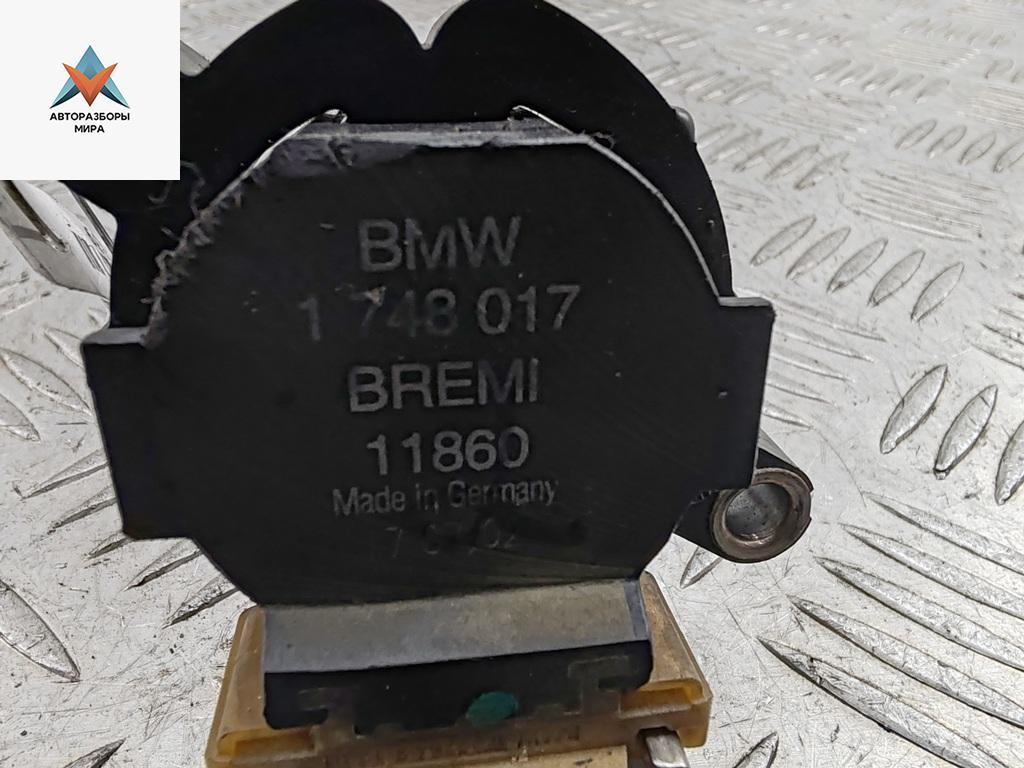 АВТОРАЗБОРЫ
МИРА
BMW
1 748 017
BREMI
11860
Made in Germany